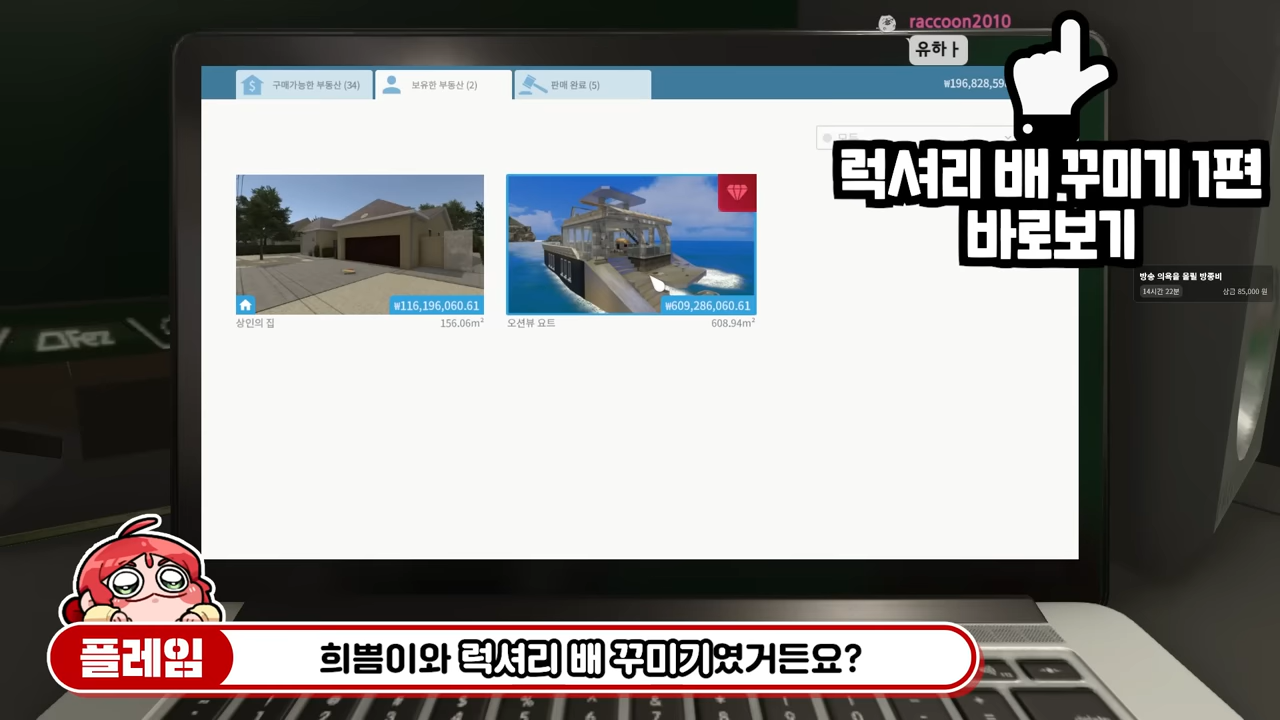 raccoon2010
유하ㅏ
구매가능한 부동산 (34)
보유한 부동산 (2)
판매 완료 (5)
₩196,828,59
모두
럭셔리 배 꾸미기 1편
바로보기
방송 의욕을 올릴 방종비
14시간 22분
상금 85,000 원
₩116,196,060.61
상인의 집
156.06m²
₩609,286,060.61
오션뷰 요트
608.94m²
플레임
희쁨이와 럭셔리 배 꾸미기였거든요?